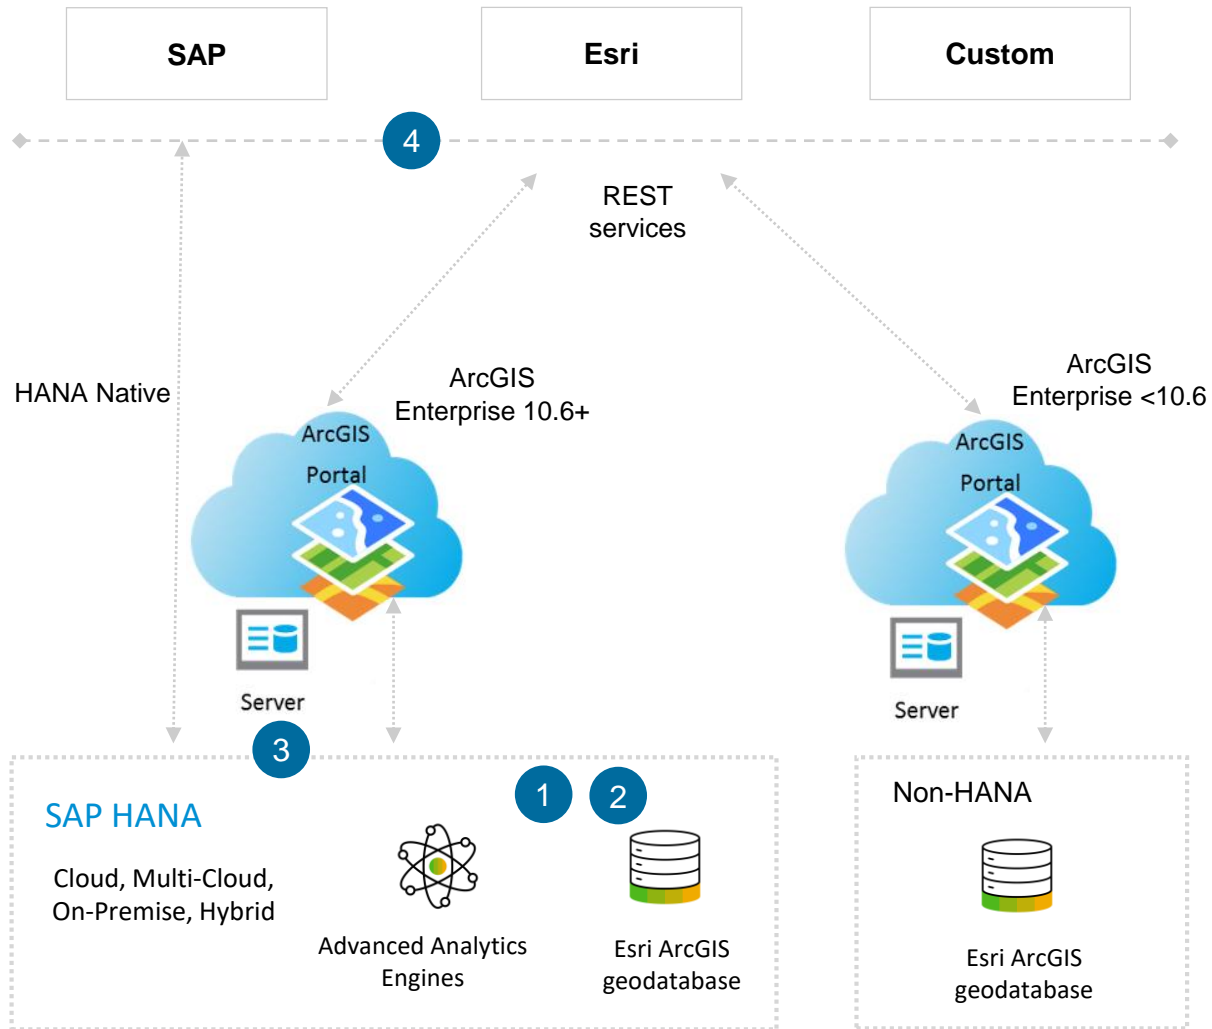 SAP
Esri
Custom
4
REST
services
HANA Native
ArcGIS
Enterprise 10.6+
ArcGIS
Enterprise <10.6
ArcGIS
Portal
ArcGIS
Portal
Server
Server
3
1
2
SAP HANA
Cloud, Multi-Cloud,
On-Premise, Hybrid
Advanced Analytics
Engines
Esri ArcGIS
geodatabase
Non-HANA
Esri ArcGIS
geodatabase